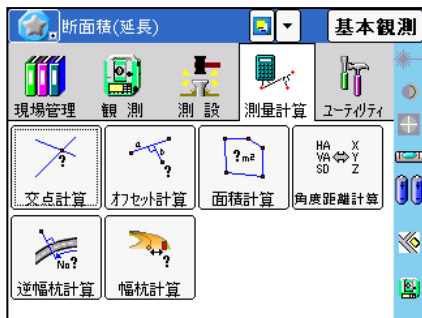 断面積(延長)
基本観測
現場管理
観 測
測 設
測量計算
ユーティリティ
?
交点計算
a b ?
オフセット計算
?m²
面積計算
HA X
VA ⇔ Y
SD Z
角度距離計算
No?
逆幅杭計算
?
幅杭計算